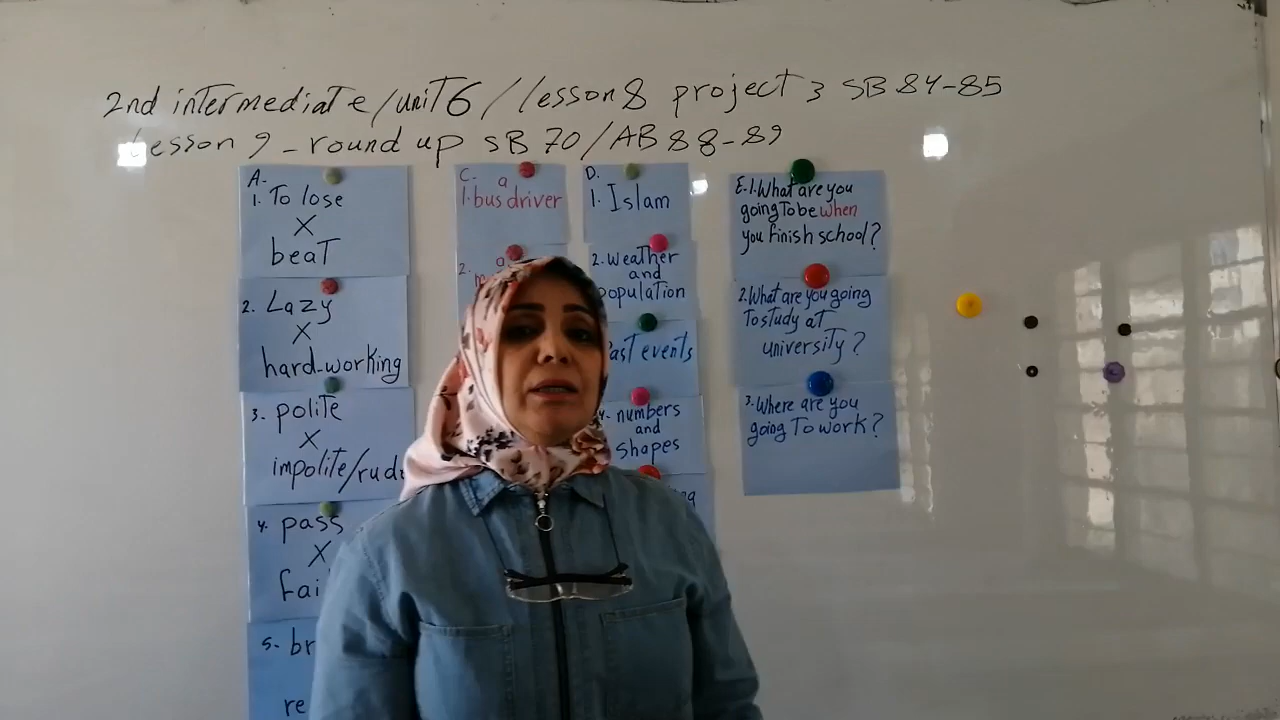 2nd intermediate/unit 6/lesson 8 project 3 SB 84-85
Lesson 9 - round up SB 70/AB 88-89
A-
1. To lose
X
beat
2. Lazy
X
hard-working
3. polite
X
impolite/rud
4. pass
X
fai
5. br
re
C-
a
1. bus driver
2. a
D.
1. Islam
2. weather
and
population
ast events
4. numbers
and
shapes
E-1. What are you
going to be when
you finish school?
2. What are you going
to study at
university?
3. Where are you
going to work?